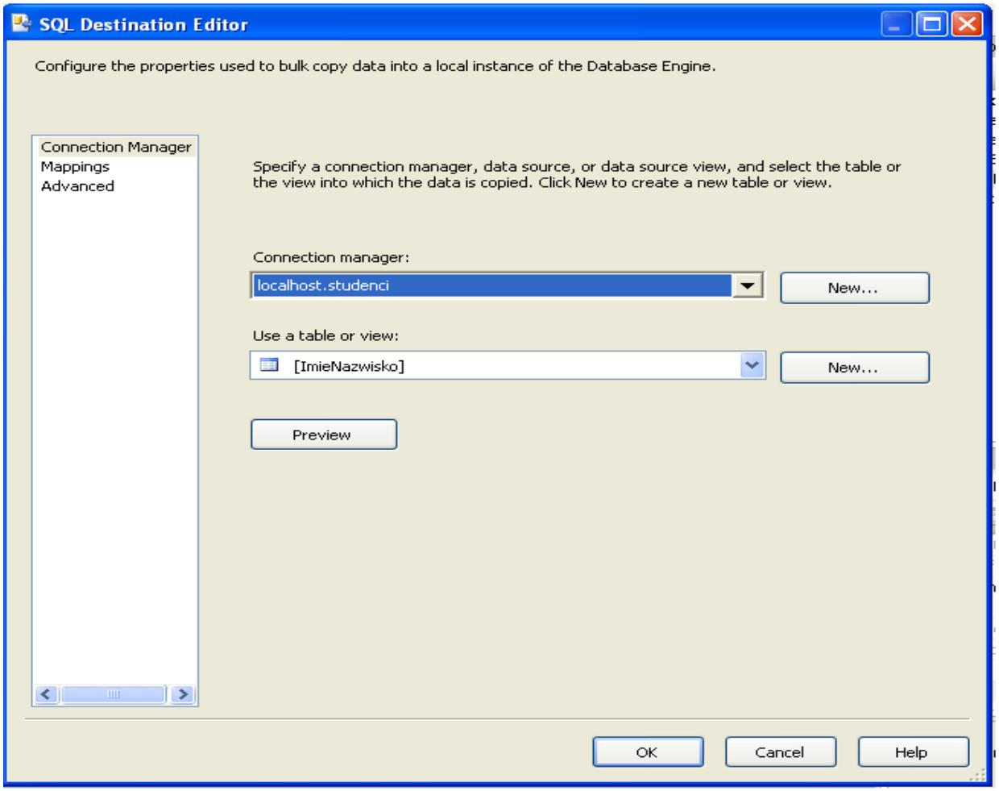 SQL Destination Editor
Configure the properties used to bulk copy data into a local instance of the Database Engine.
Connection Manager
Mappings
Advanced
Specify a connection manager, data source, or data source view, and select the table or
the view into which the data is copied. Click New to create a new table or view.
Connection manager:
localhost.studenci
New...
Use a table or view:
[ImieNazwisko]
New...
Preview
OK
Cancel
Help